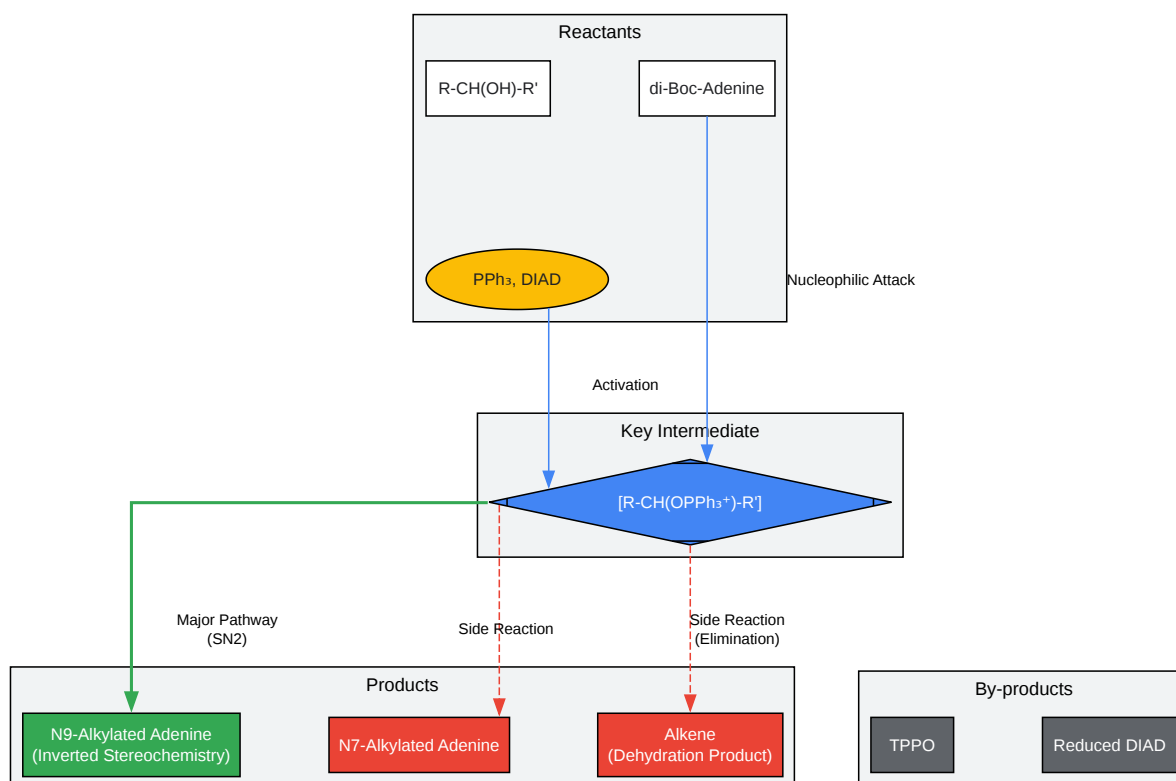 Reactants
R-CH(OH)-R'
di-Boc-Adenine
PPh₃, DIAD
Nucleophilic Attack
Activation
Key Intermediate
[R-CH(OPPh₃⁺)-R']
Major Pathway
(SN2)
Side Reaction
Side Reaction
(Elimination)
Products
N9-Alkylated Adenine
(Inverted Stereochemistry)
N7-Alkylated Adenine
Alkene
(Dehydration Product)
By-products
TPPO
Reduced DIAD